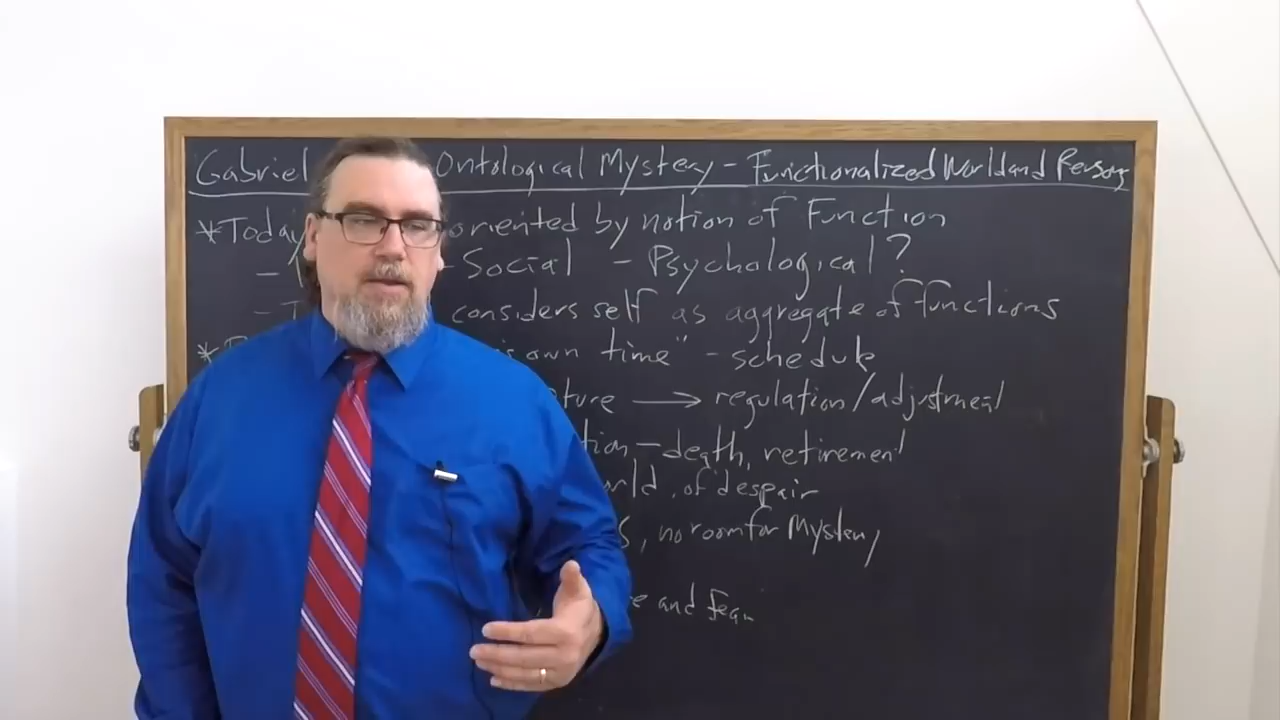 Gabriel Ontological Mystery - Functionalized World and Persons
*Today oriented by notion of Function
- - Social - Psychological?
- considers self as aggregate of functions
* own time" - schedule
ture → regulation/adjustment
tion - death, retirement
rld, of despair
s, no room for Mystery
e and fear